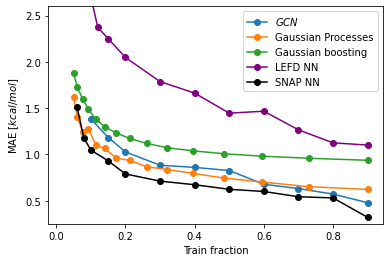 2.5
2.0
1.5
1.0
0.5
MAE [kcal/mol]
GCN
Gaussian Processes
Gaussian boosting
LEFD NN
SNAP NN
0.0 0.2 0.4 0.6 0.8
Train fraction